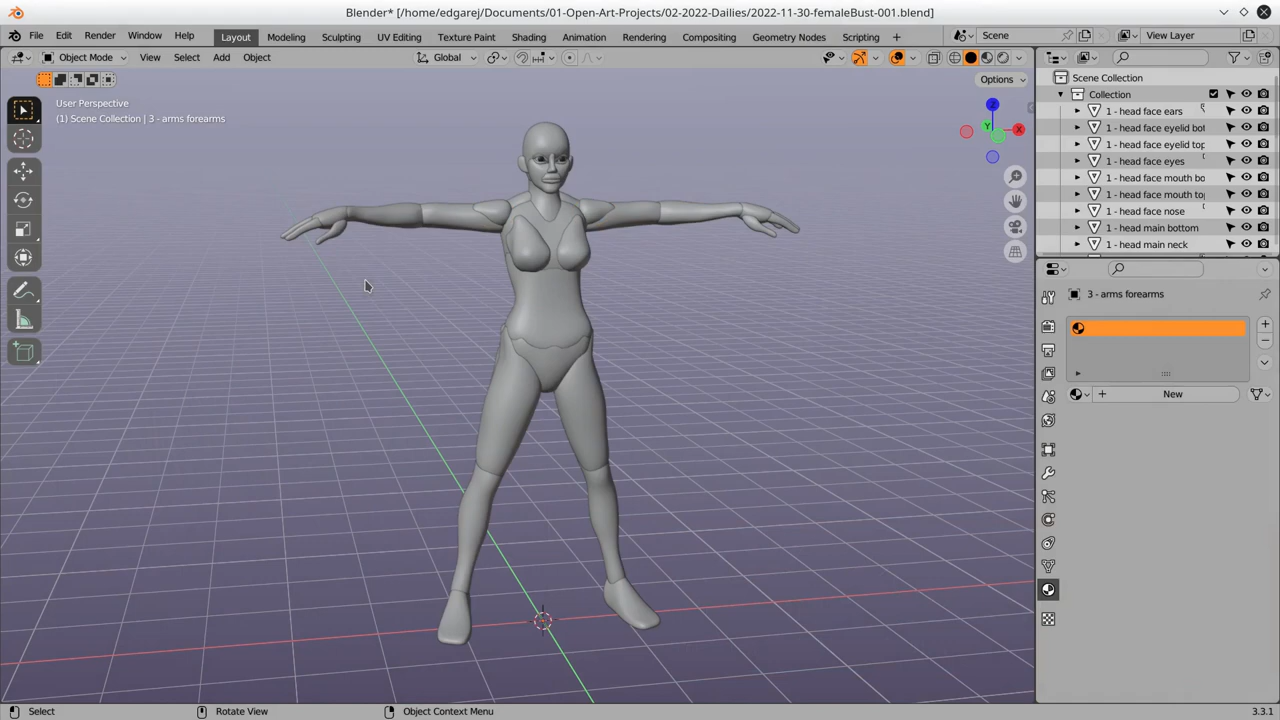 Blender* [/home/edgarej/Documents/01-Open-Art-Projects/02-2022-Dailies/2022-11-30-femaleBust-001.blend]
File Edit Render Window Help Layout Modeling Sculpting UV Editing Texture Paint Shading Animation Rendering Compositing Geometry Nodes Scripting + Scene View Layer
Object Mode View Select Add Object Global
Options
User Perspective
(1) Scene Collection | 3 - arms forearms
Z
Y
X
Scene Collection
Collection
1 - head face ears
1 - head face eyelid bot
1 - head face eyelid top
1 - head face eyes
1 - head face mouth bo
1 - head face mouth top
1 - head face nose
1 - head main bottom
1 - head main neck
3 - arms forearms
New
Select Rotate View Object Context Menu 3.3.1